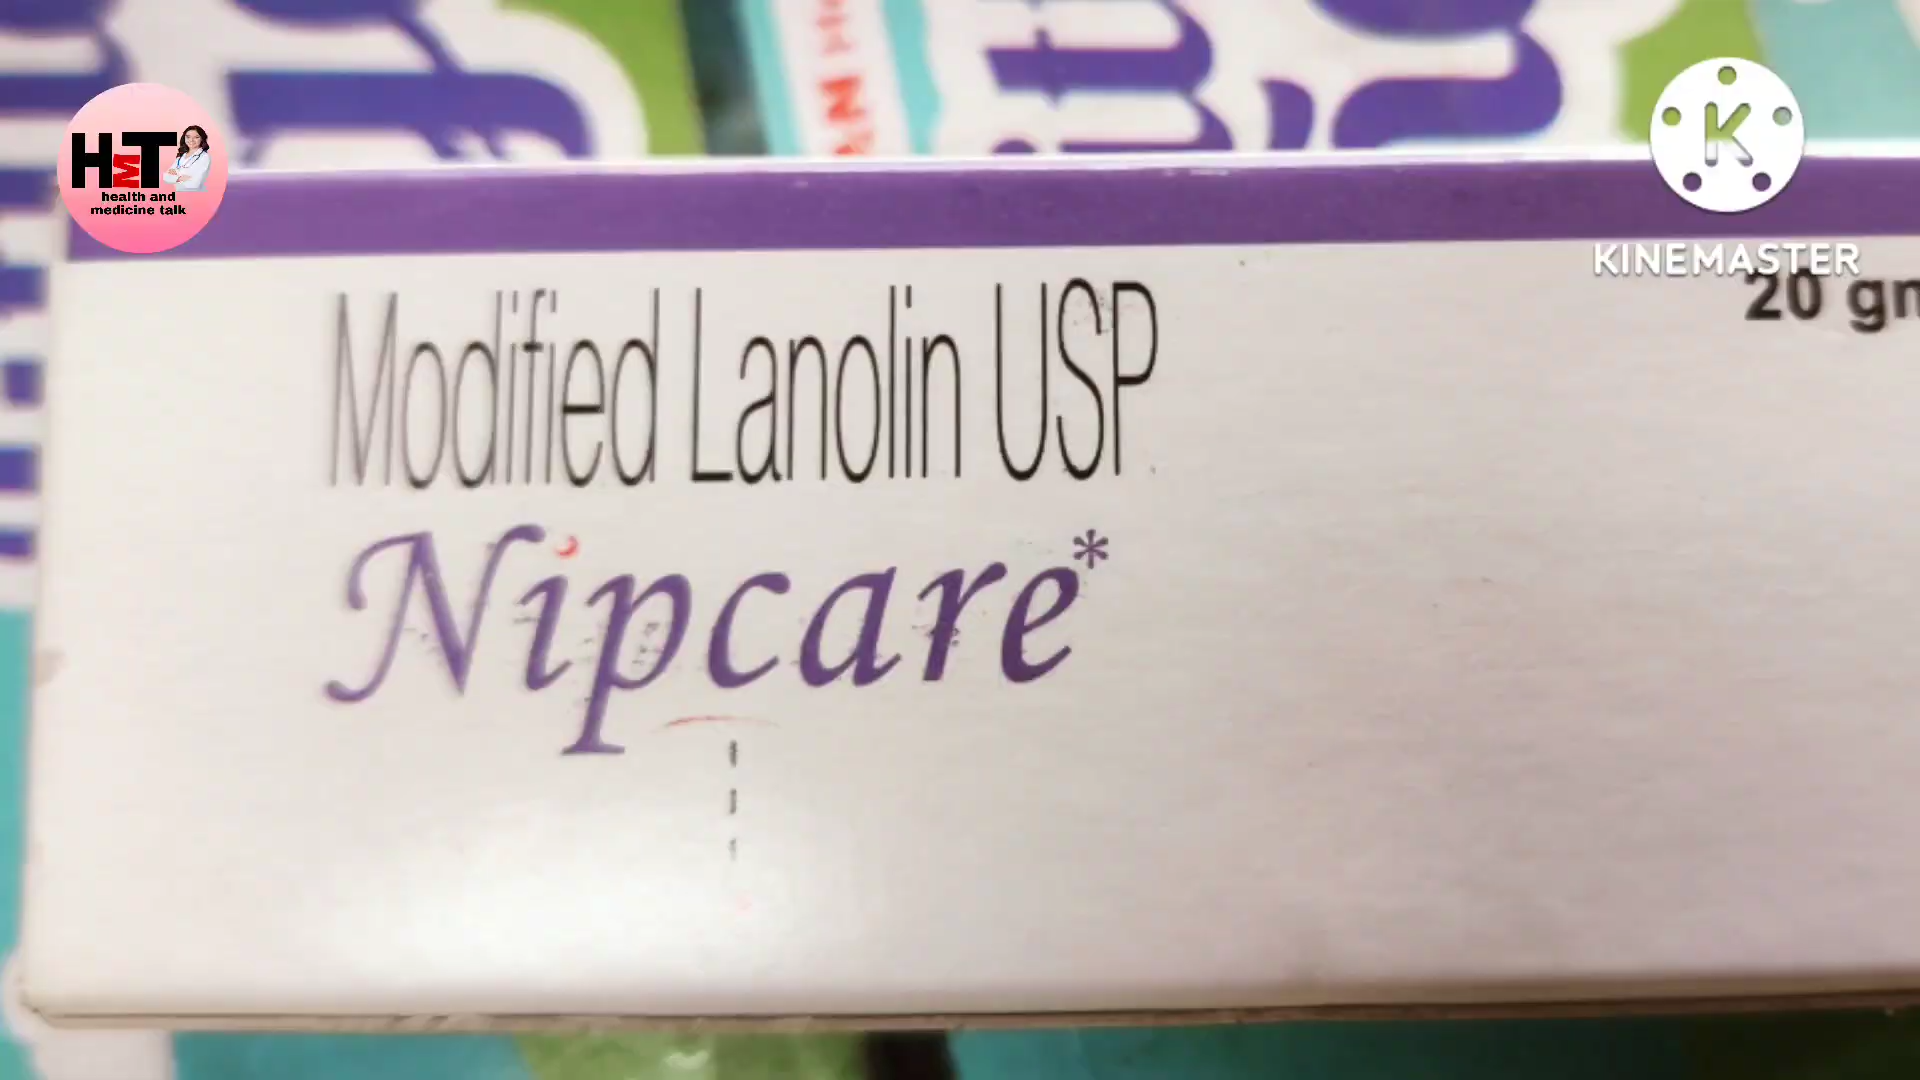 HMT
health and
medicine talk
K
KINEMASTER
20 gm
Modified Lanolin USP
Nipcare*